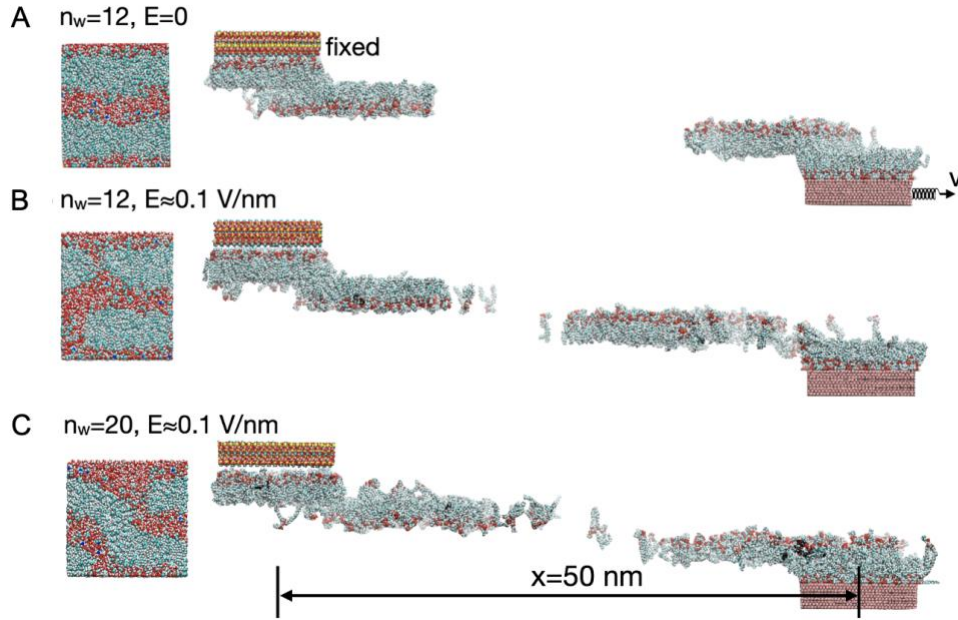 A n_w=12, E=0
fixed
v
B n_w=12, E≈0.1 V/nm
C n_w=20, E≈0.1 V/nm
x=50 nm